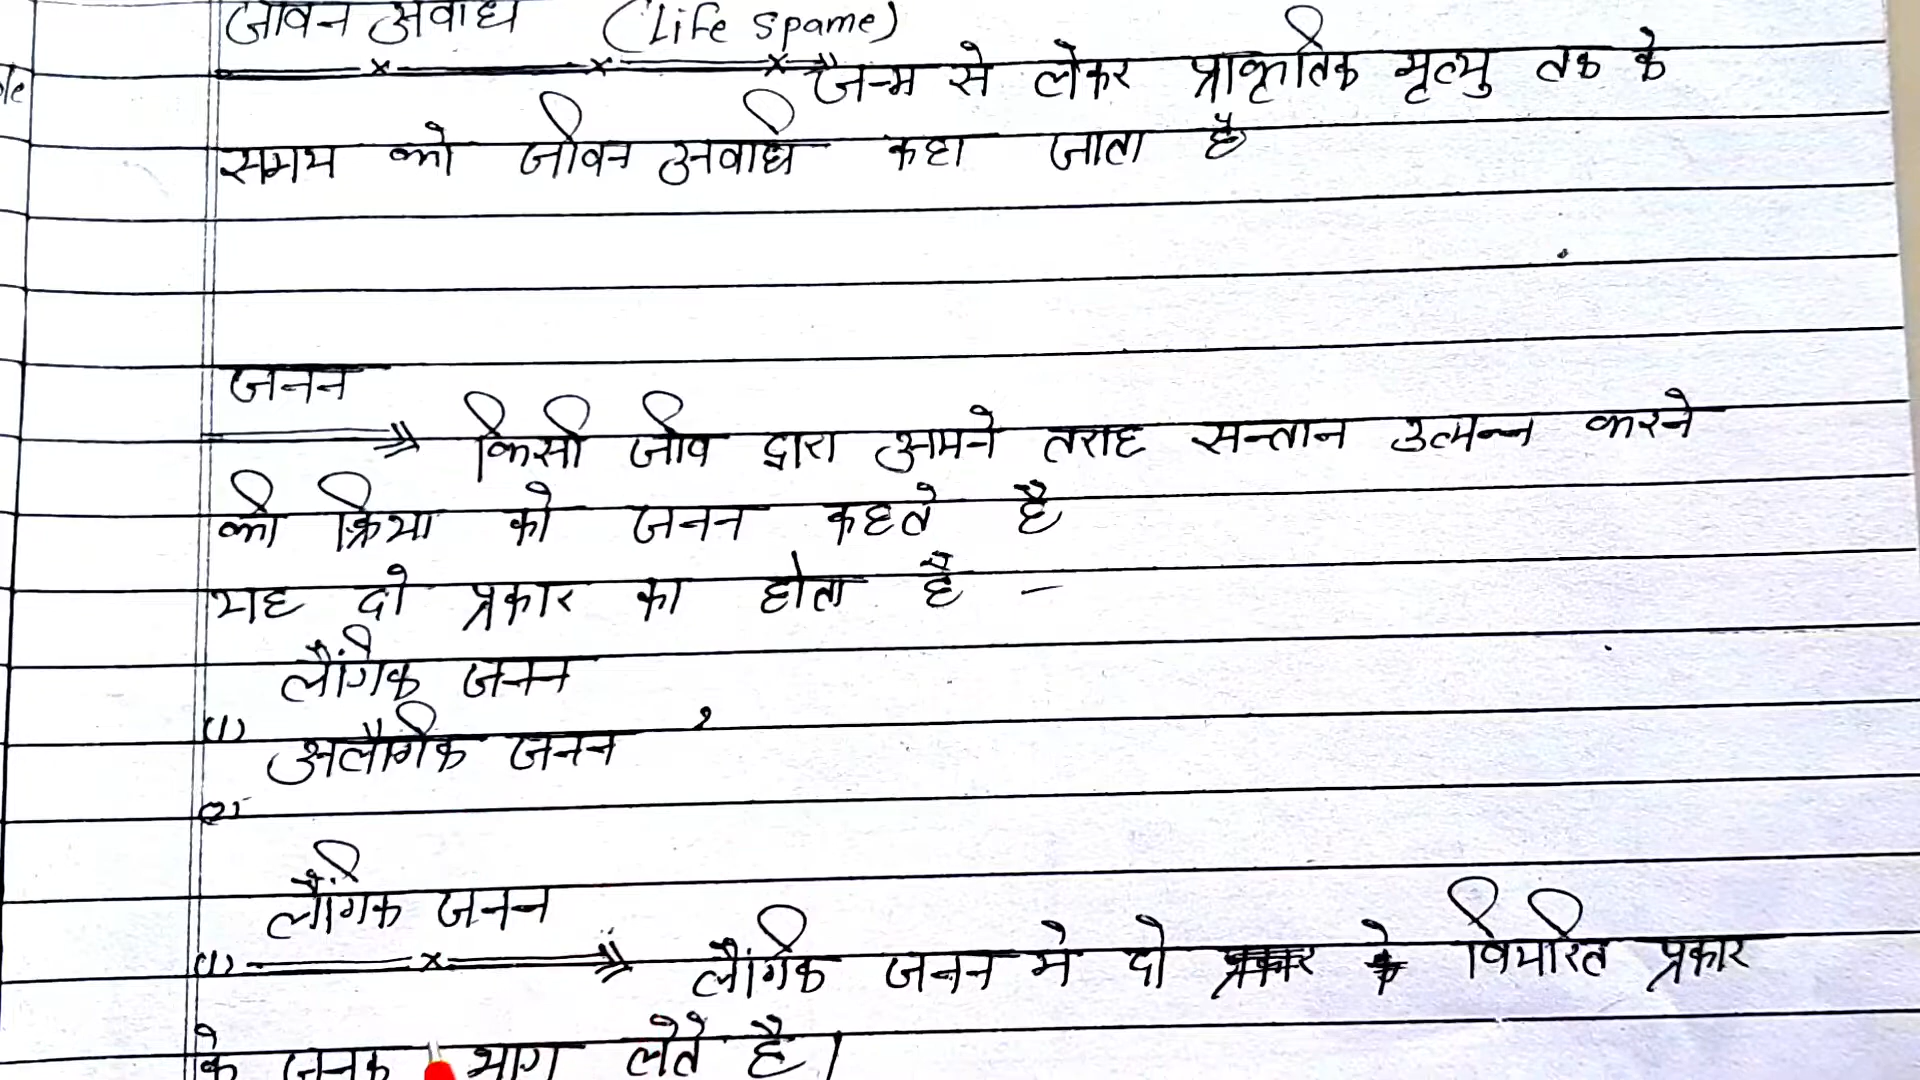 जीवन अवधि (Life spame)
जन्म से लेकर प्राकृतिक मृत्यु तक के
समय को जीवन अवधि कहा जाता है
जनन
किसी जीव द्वारा अपने तराह सन्तान उत्पन्न करने
की क्रिया को जनन कहते है
यह दो प्रकार का होता है –
लैंगिक जनन
(1)
अलैगिक जनन
(2)
लैंगिक जनन
(1) लैंगिक जनन मे दो प्रकार के विपरित प्रकार
के जनक भाग लेते है।